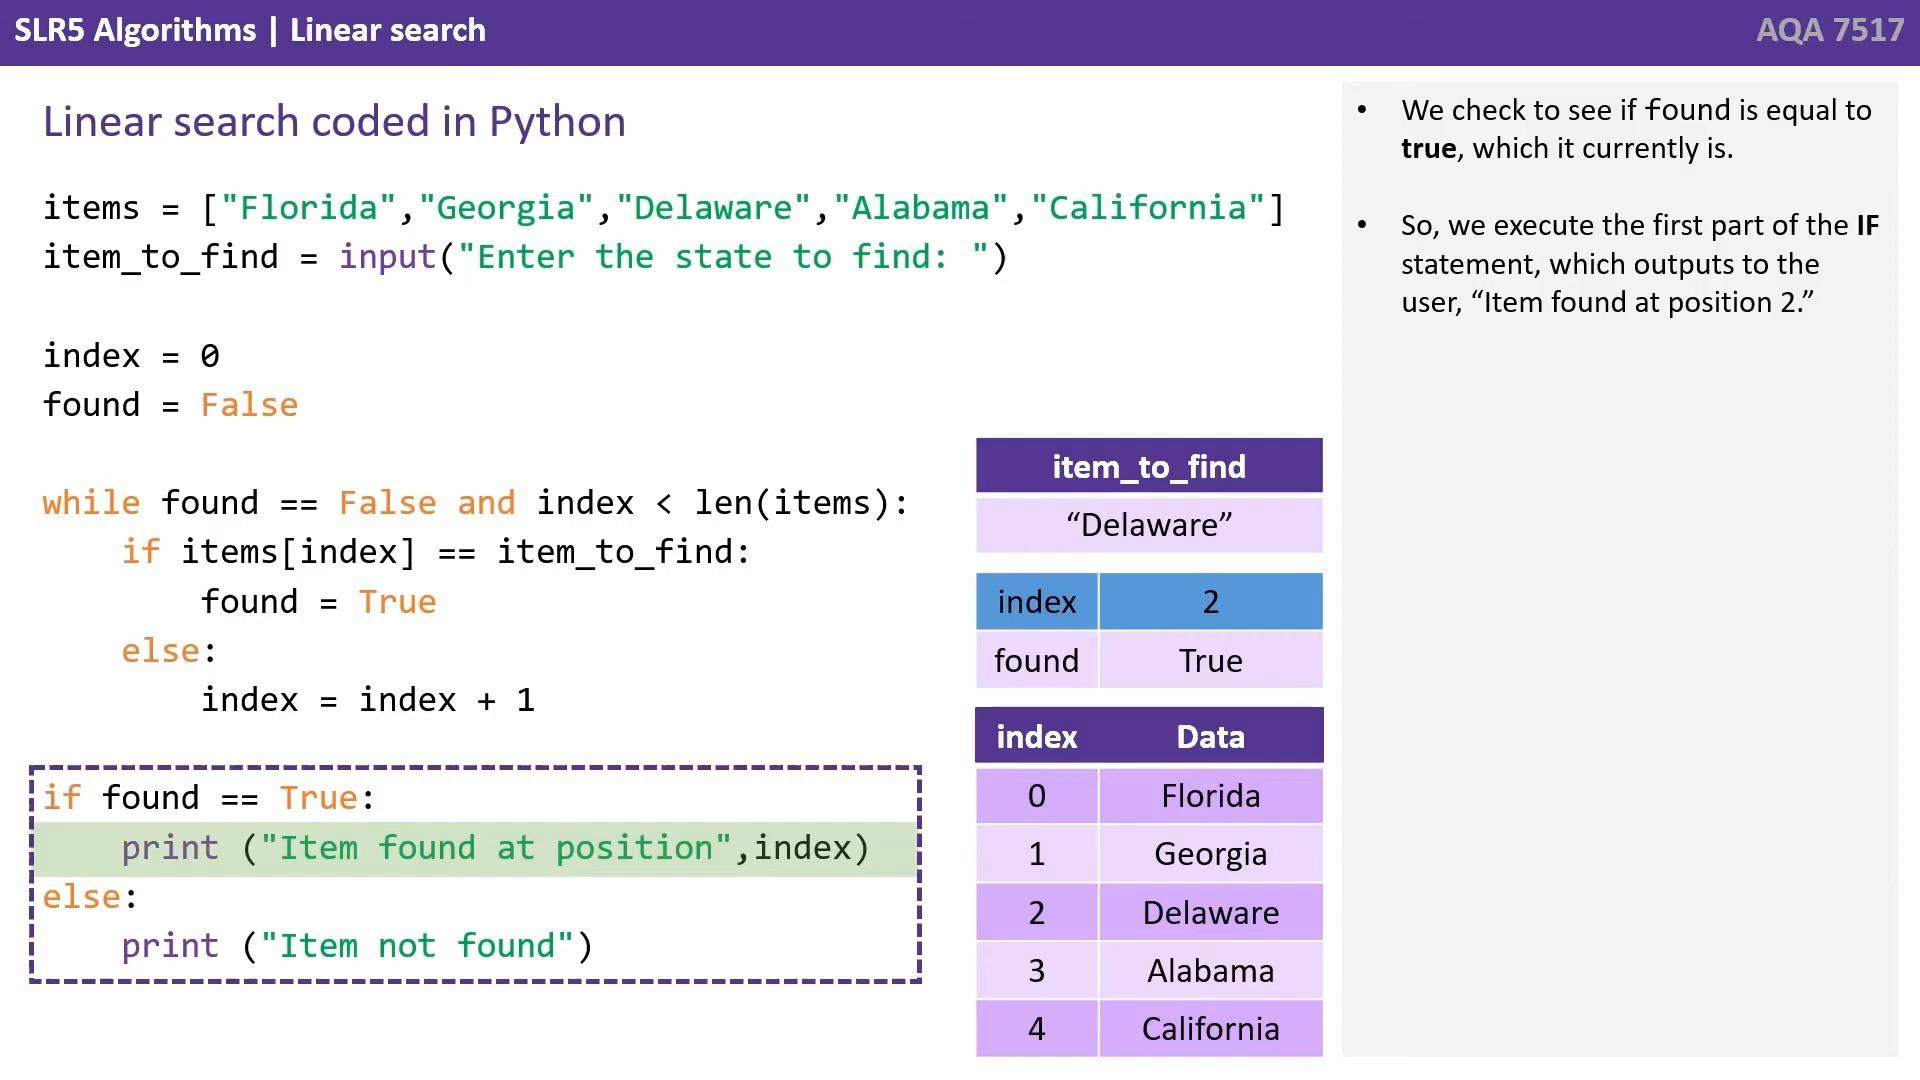 SLR5 Algorithms | Linear search
AQA 7517
Linear search coded in Python
items = ["Florida","Georgia","Delaware","Alabama","California"]
item_to_find = input("Enter the state to find: ")
index = 0
found = False
while found == False and index < len(items):
    if items[index] == item_to_find:
        found = True
    else:
        index = index + 1
if found == True:
    print ("Item found at position",index)
else:
    print ("Item not found")
item_to_find
“Delaware”
index 2
found True
index Data
0 Florida
1 Georgia
2 Delaware
3 Alabama
4 California
• We check to see if found is equal to
true, which it currently is.
• So, we execute the first part of the IF
statement, which outputs to the
user, “Item found at position 2.”